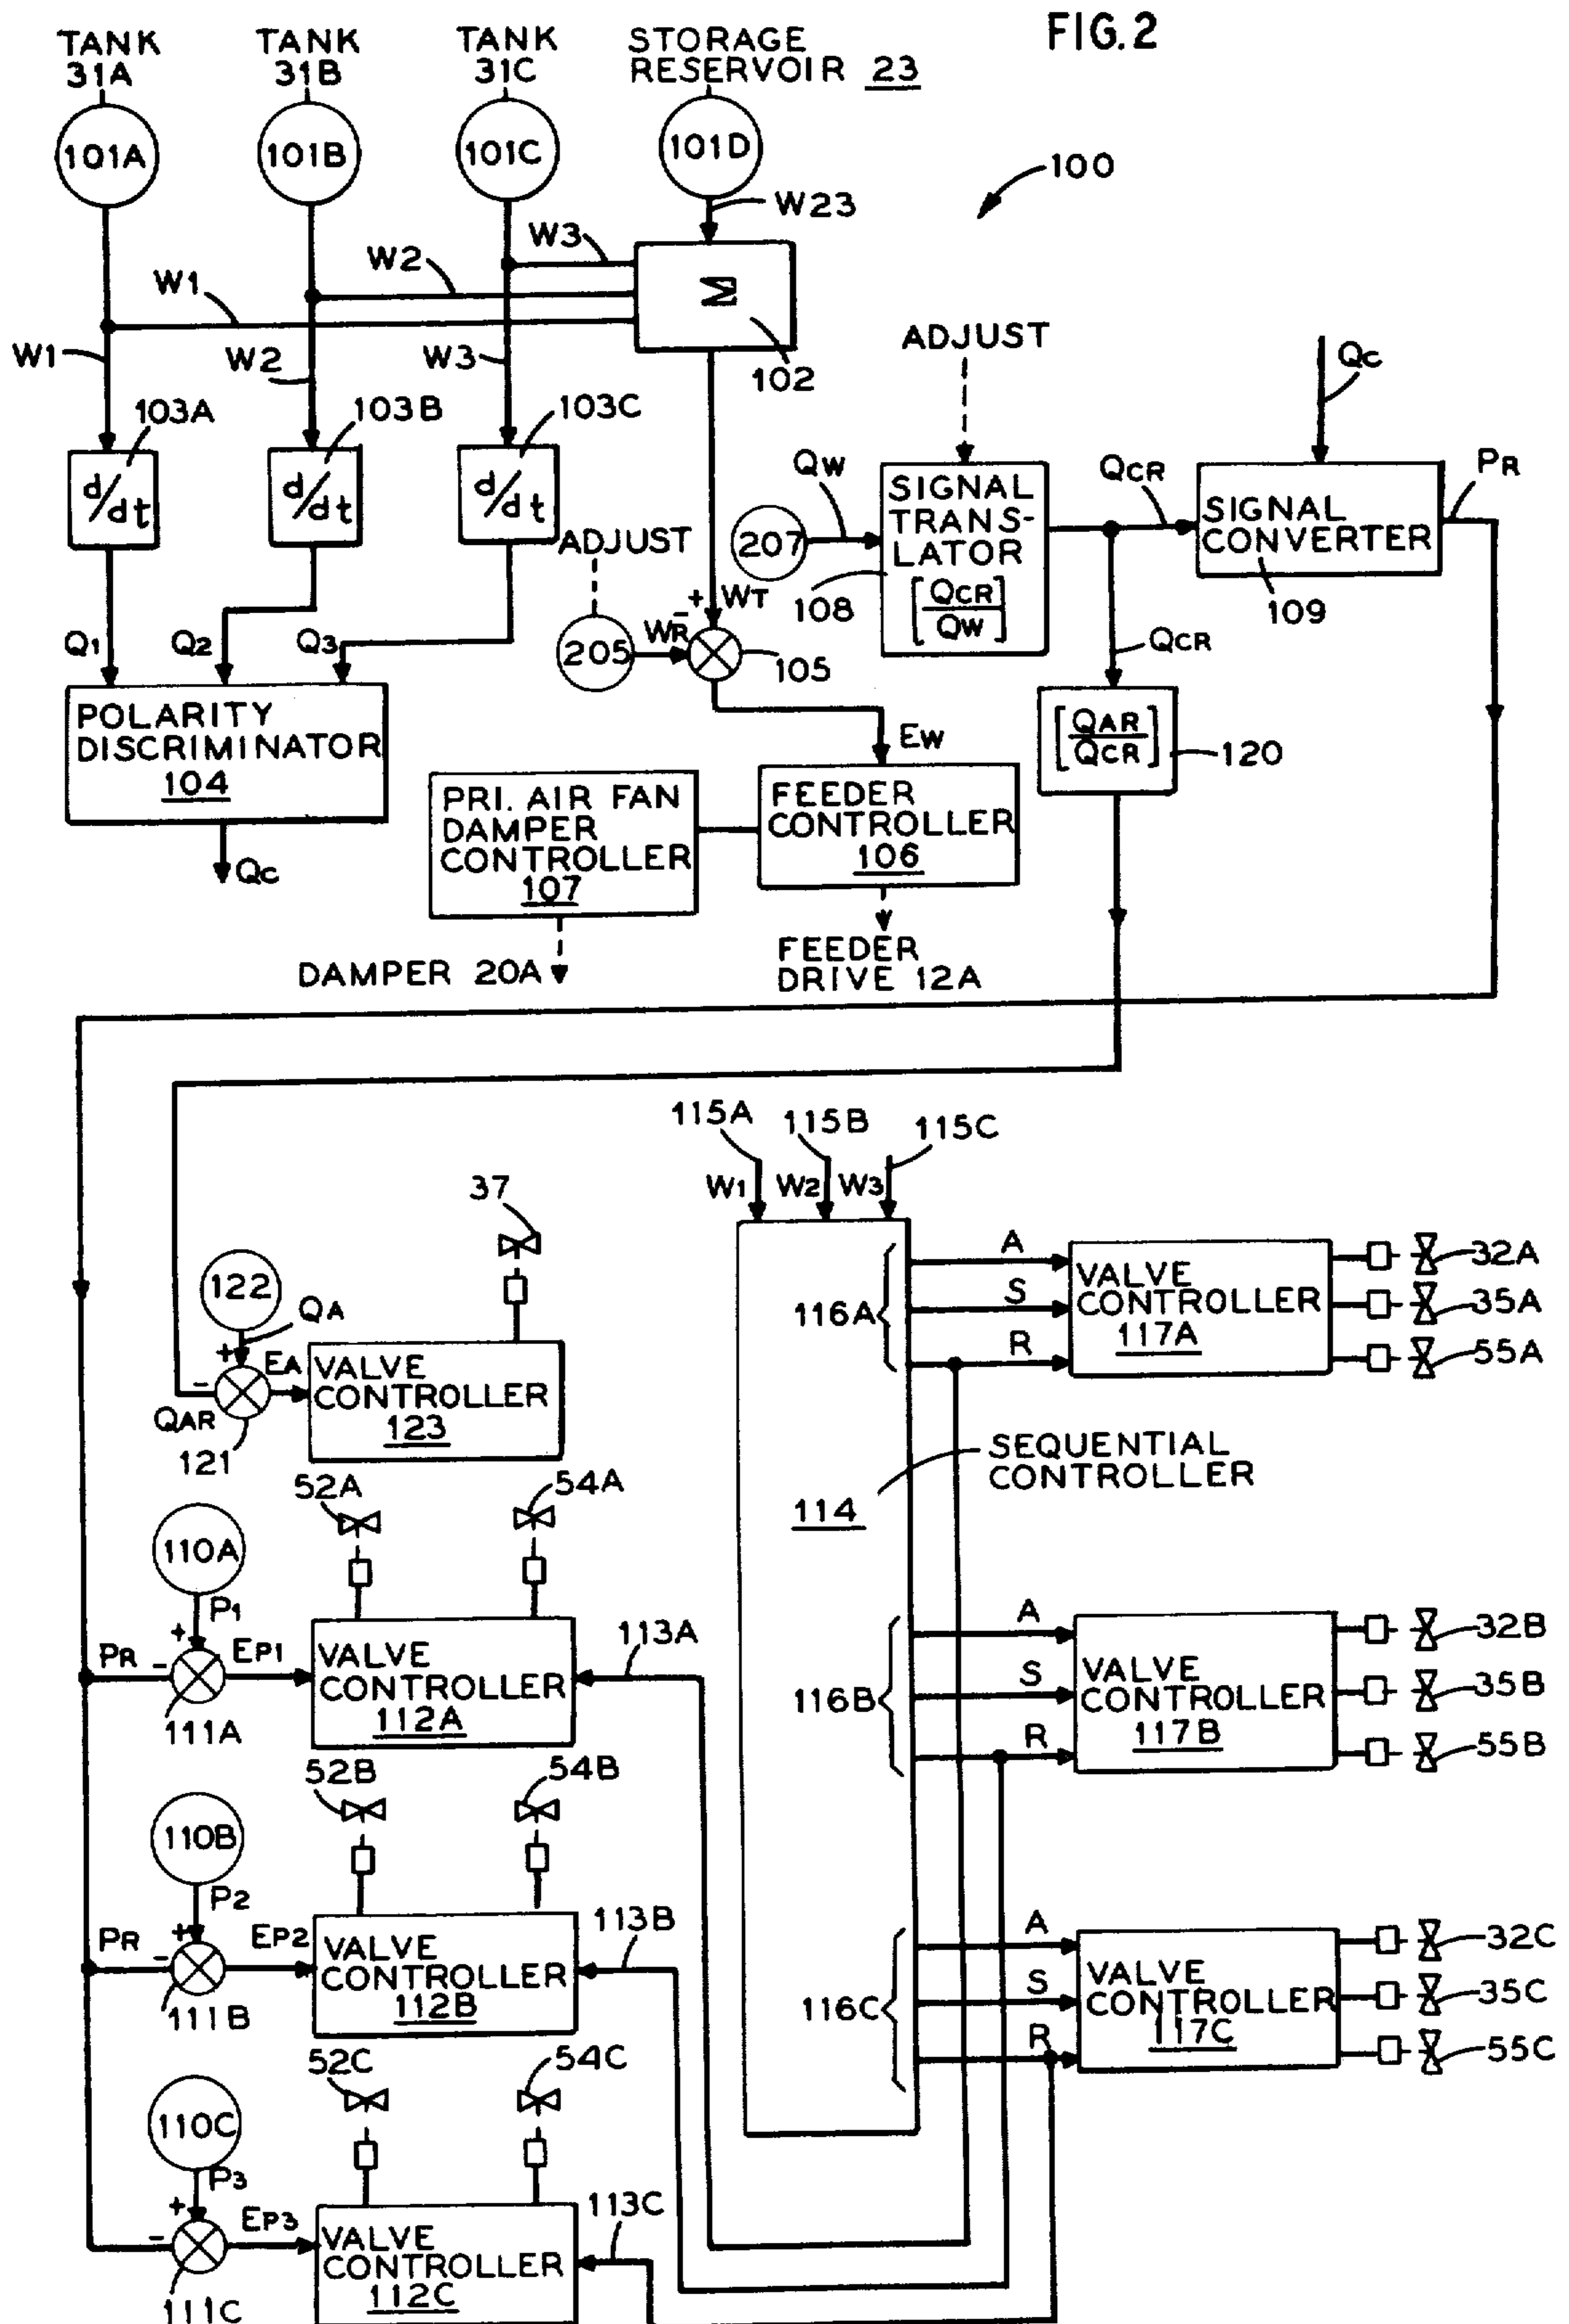 FIG. 2
TANK
31A
TANK
31B
TANK
31C
STORAGE
RESERVOIR 23
101A
101B
101C
101D
100
W23
W3
W2
W1
Σ
W1
W2
W3
102
ADJUST
Qc
103A
103B
103C
d/dt
d/dt
d/dt
QW
SIGNAL
TRANS-
LATOR
[QCR/QW]
108
QCR
SIGNAL
CONVERTER
109
PR
ADJUST
207
+ WT
-
WR
205
105
QCR
Q1
Q2
Q3
POLARITY
DISCRIMINATOR
104
Qc
EW
[QAR/QCR]
120
PRI. AIR FAN
DAMPER
CONTROLLER
107
FEEDER
CONTROLLER
106
DAMPER 20A
FEEDER
DRIVE 12A
115A
115B
115C
W1
W2
W3
37
122
QA
+
-
EA
QAR
121
VALVE
CONTROLLER
123
116A
A
S
R
VALVE
CONTROLLER
117A
32A
35A
55A
SEQUENTIAL
CONTROLLER
114
52A
54A
110A
P1
+
PR -
EP1
111A
VALVE
CONTROLLER
112A
113A
116B
A
S
R
VALVE
CONTROLLER
117B
32B
35B
55B
52B
54B
110B
P2
+
PR -
EP2
111B
VALVE
CONTROLLER
112B
113B
116C
A
S
R
VALVE
CONTROLLER
117C
32C
35C
55C
52C
54C
110C
P3
+
-
EP3
111C
VALVE
CONTROLLER
112C
113C